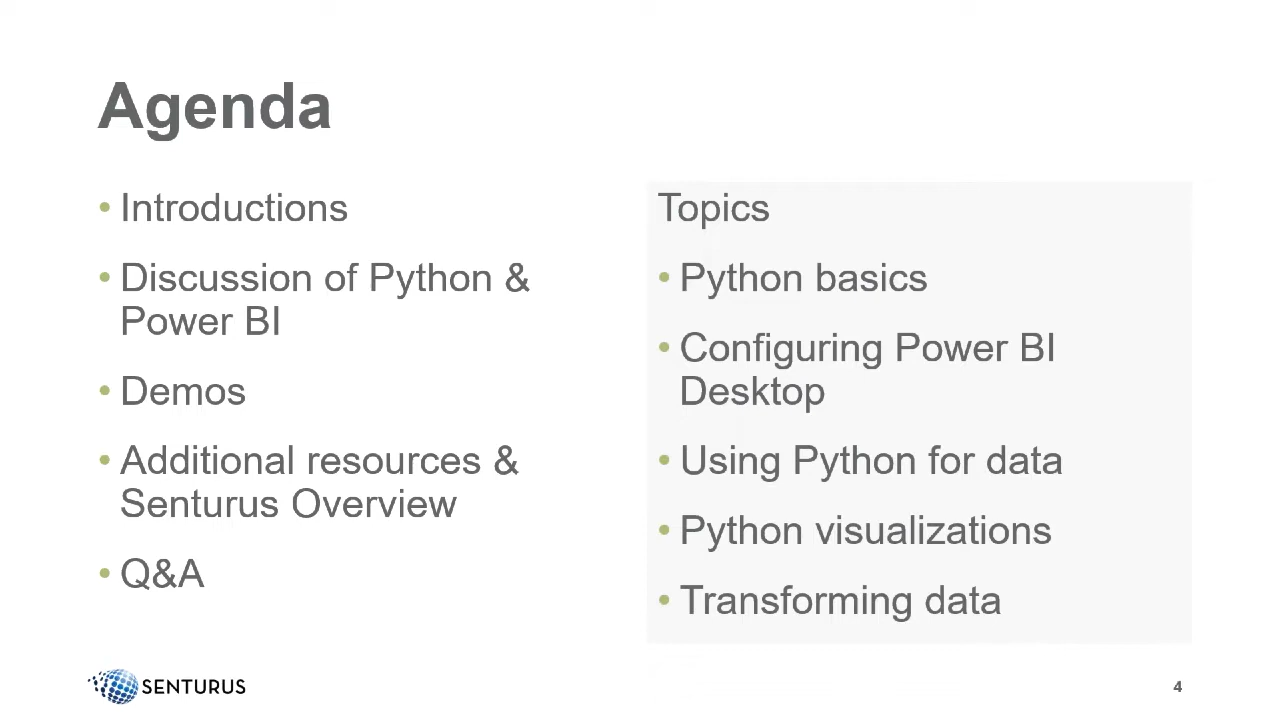 Agenda
• Introductions
• Discussion of Python &
Power BI
• Demos
• Additional resources &
Senturus Overview
• Q&A
Topics
• Python basics
• Configuring Power BI
Desktop
• Using Python for data
• Python visualizations
• Transforming data
SENTURUS
4